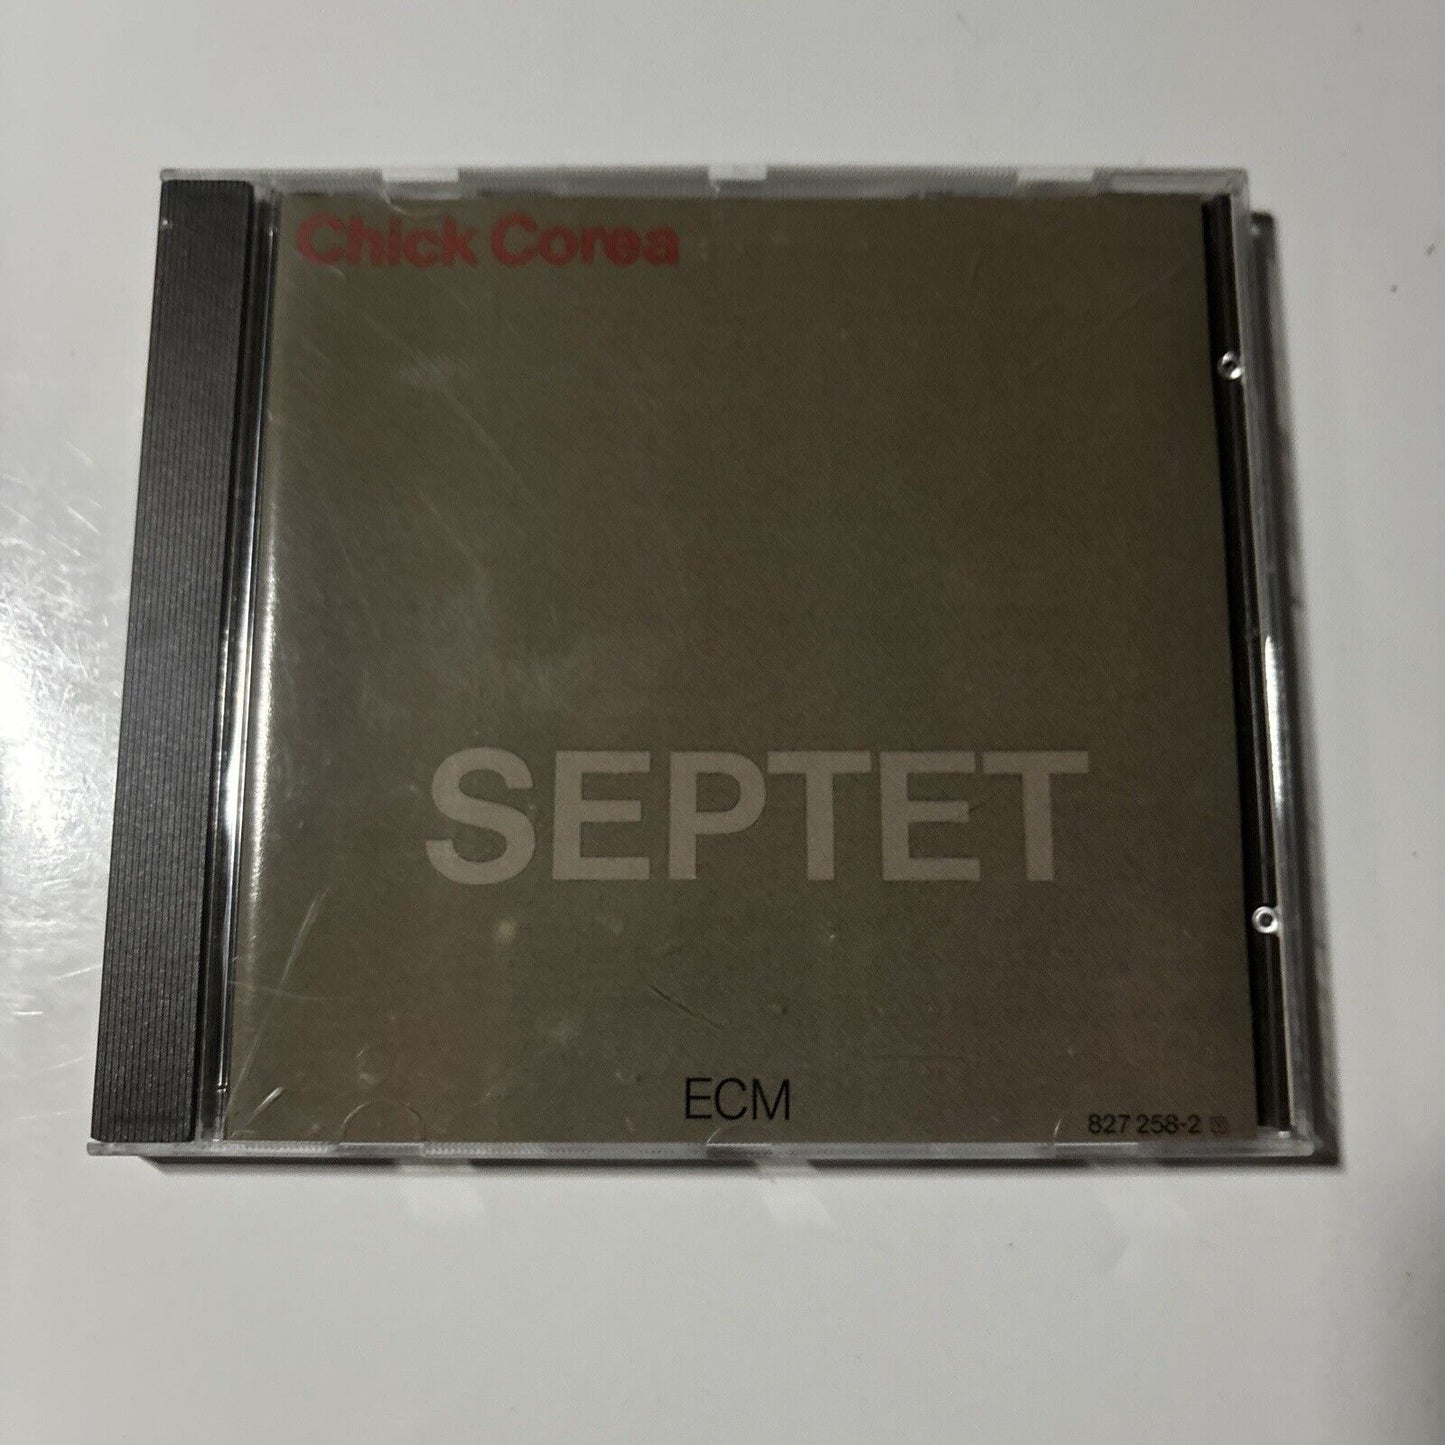 Chick Corea
SEPTET
ECM
827 258-2